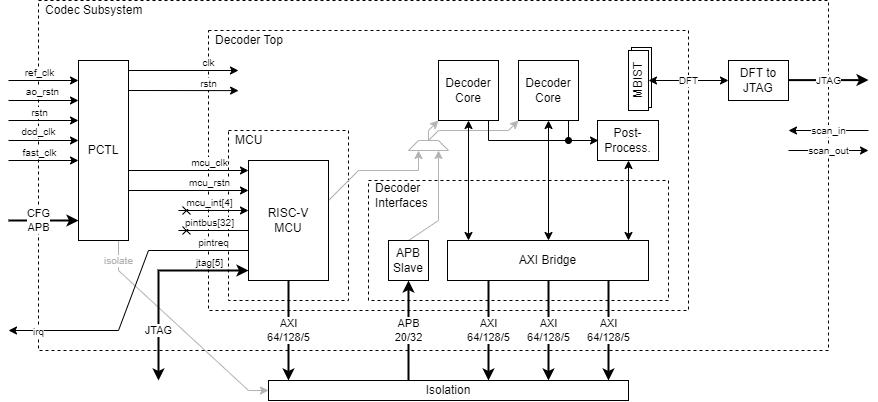 Codec Subsystem
Decoder Top
ref_clk
ao_rstn
rstn
dcd_clk
fast_clk
CFG
APB
PCTL
clk
rstn
MCU
mcu_clk
mcu_rstn
mcu_int[4]
pintbus[32]
pintreq
jtag[5]
RISC-V
MCU
Decoder
Core
Decoder
Core
MBIST
DFT
DFT to
JTAG
JTAG
Post-
Process.
scan_in
scan_out
Decoder
Interfaces
APB
Slave
AXI Bridge
isolate
irq
JTAG
AXI
64/128/5
APB
20/32
AXI
64/128/5
AXI
64/128/5
AXI
64/128/5
Isolation